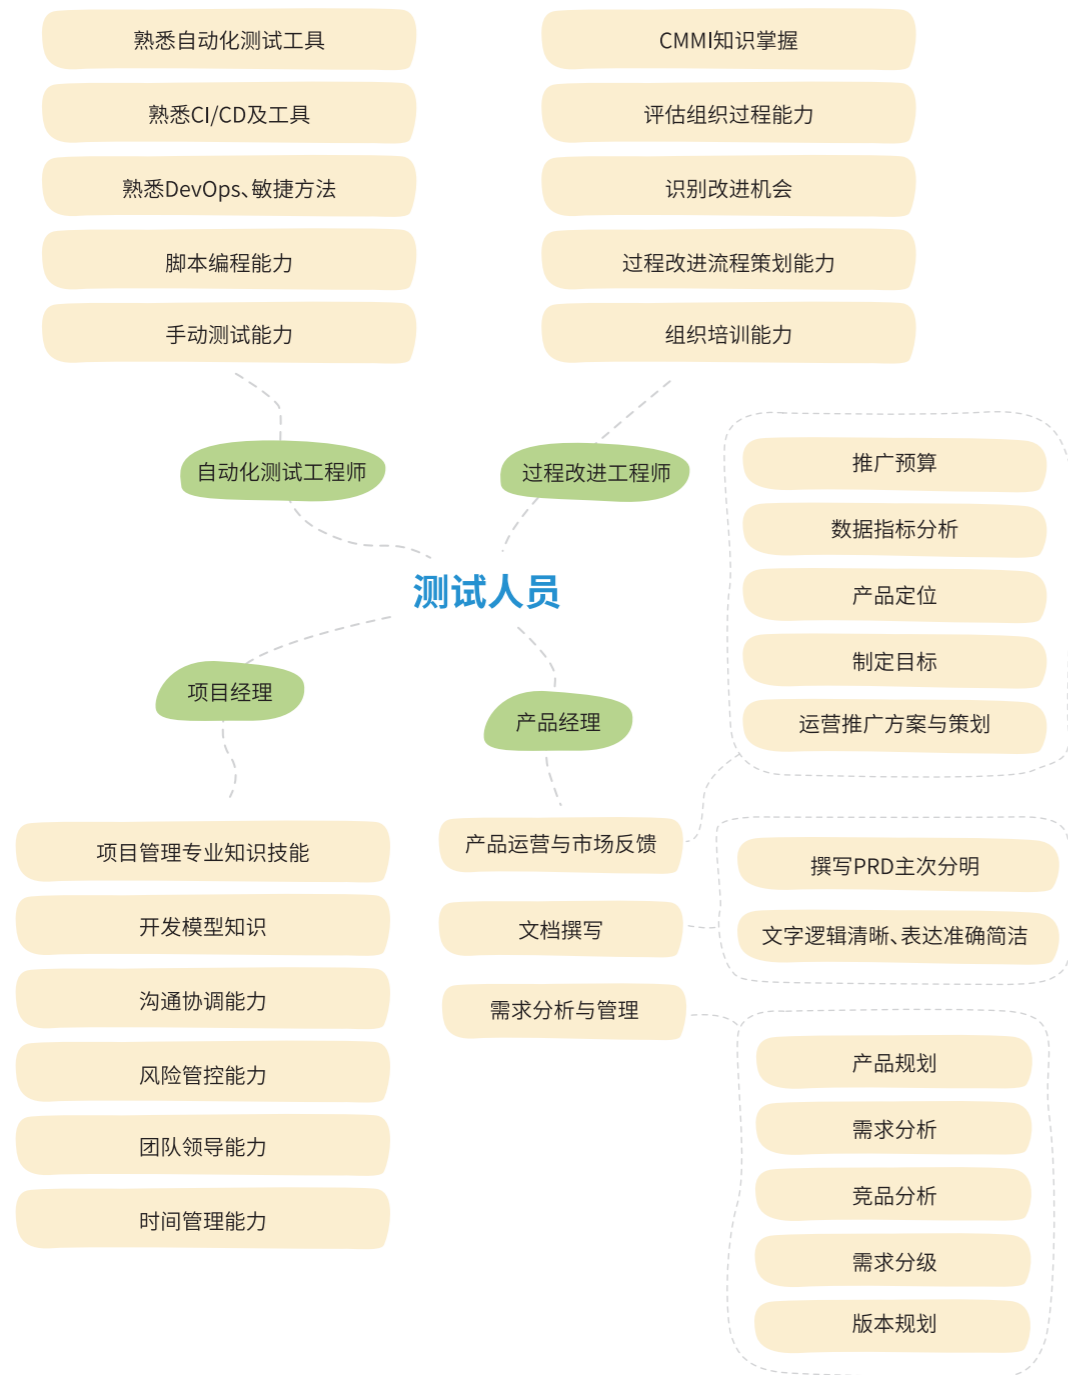 熟悉自动化测试工具
熟悉CI/CD及工具
熟悉DevOps、敏捷方法
脚本编程能力
手动测试能力
自动化测试工程师
CMMI知识掌握
评估组织过程能力
识别改进机会
过程改进流程策划能力
组织培训能力
过程改进工程师
测试人员
项目经理
项目管理专业知识技能
开发模型知识
沟通协调能力
风险管控能力
团队领导能力
时间管理能力
产品经理
产品运营与市场反馈
文档撰写
需求分析与管理
推广预算
数据指标分析
产品定位
制定目标
运营推广方案与策划
撰写PRD主次分明
文字逻辑清晰、表达准确简洁
产品规划
需求分析
竞品分析
需求分级
版本规划